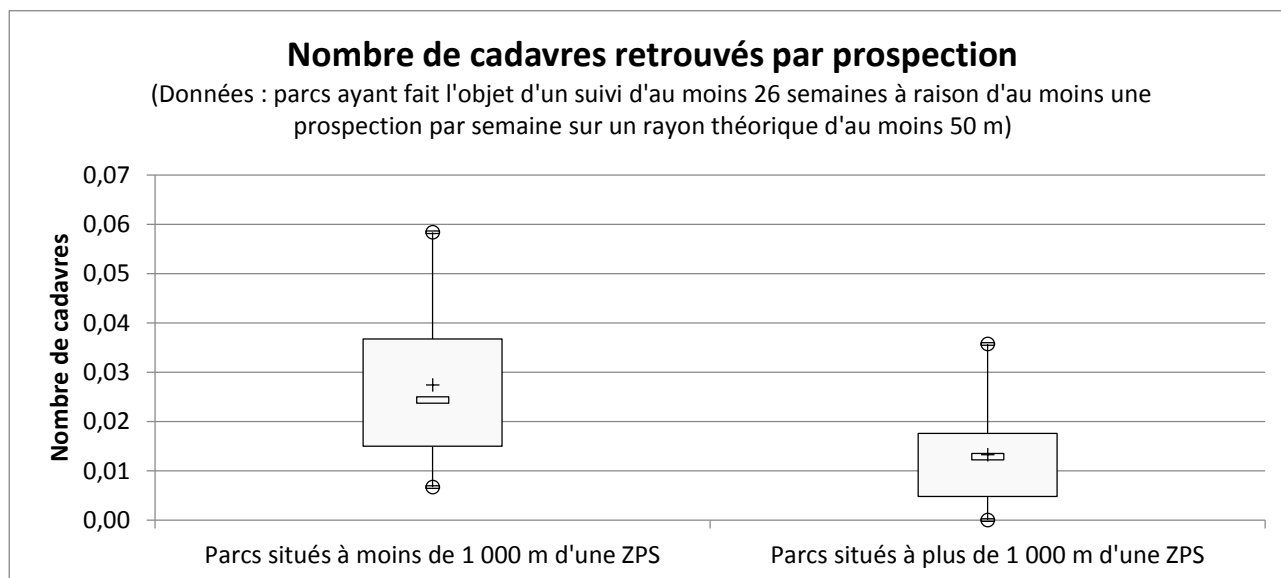 Nombre de cadavres retrouvés par prospection
(Données : parcs ayant fait l'objet d'un suivi d'au moins 26 semaines à raison d'au moins une
prospection par semaine sur un rayon théorique d'au moins 50 m)
Nombre de cadavres
0,07
0,06
0,05
0,04
0,03
0,02
0,01
0,00
Parcs situés à moins de 1 000 m d'une ZPS
Parcs situés à plus de 1 000 m d'une ZPS